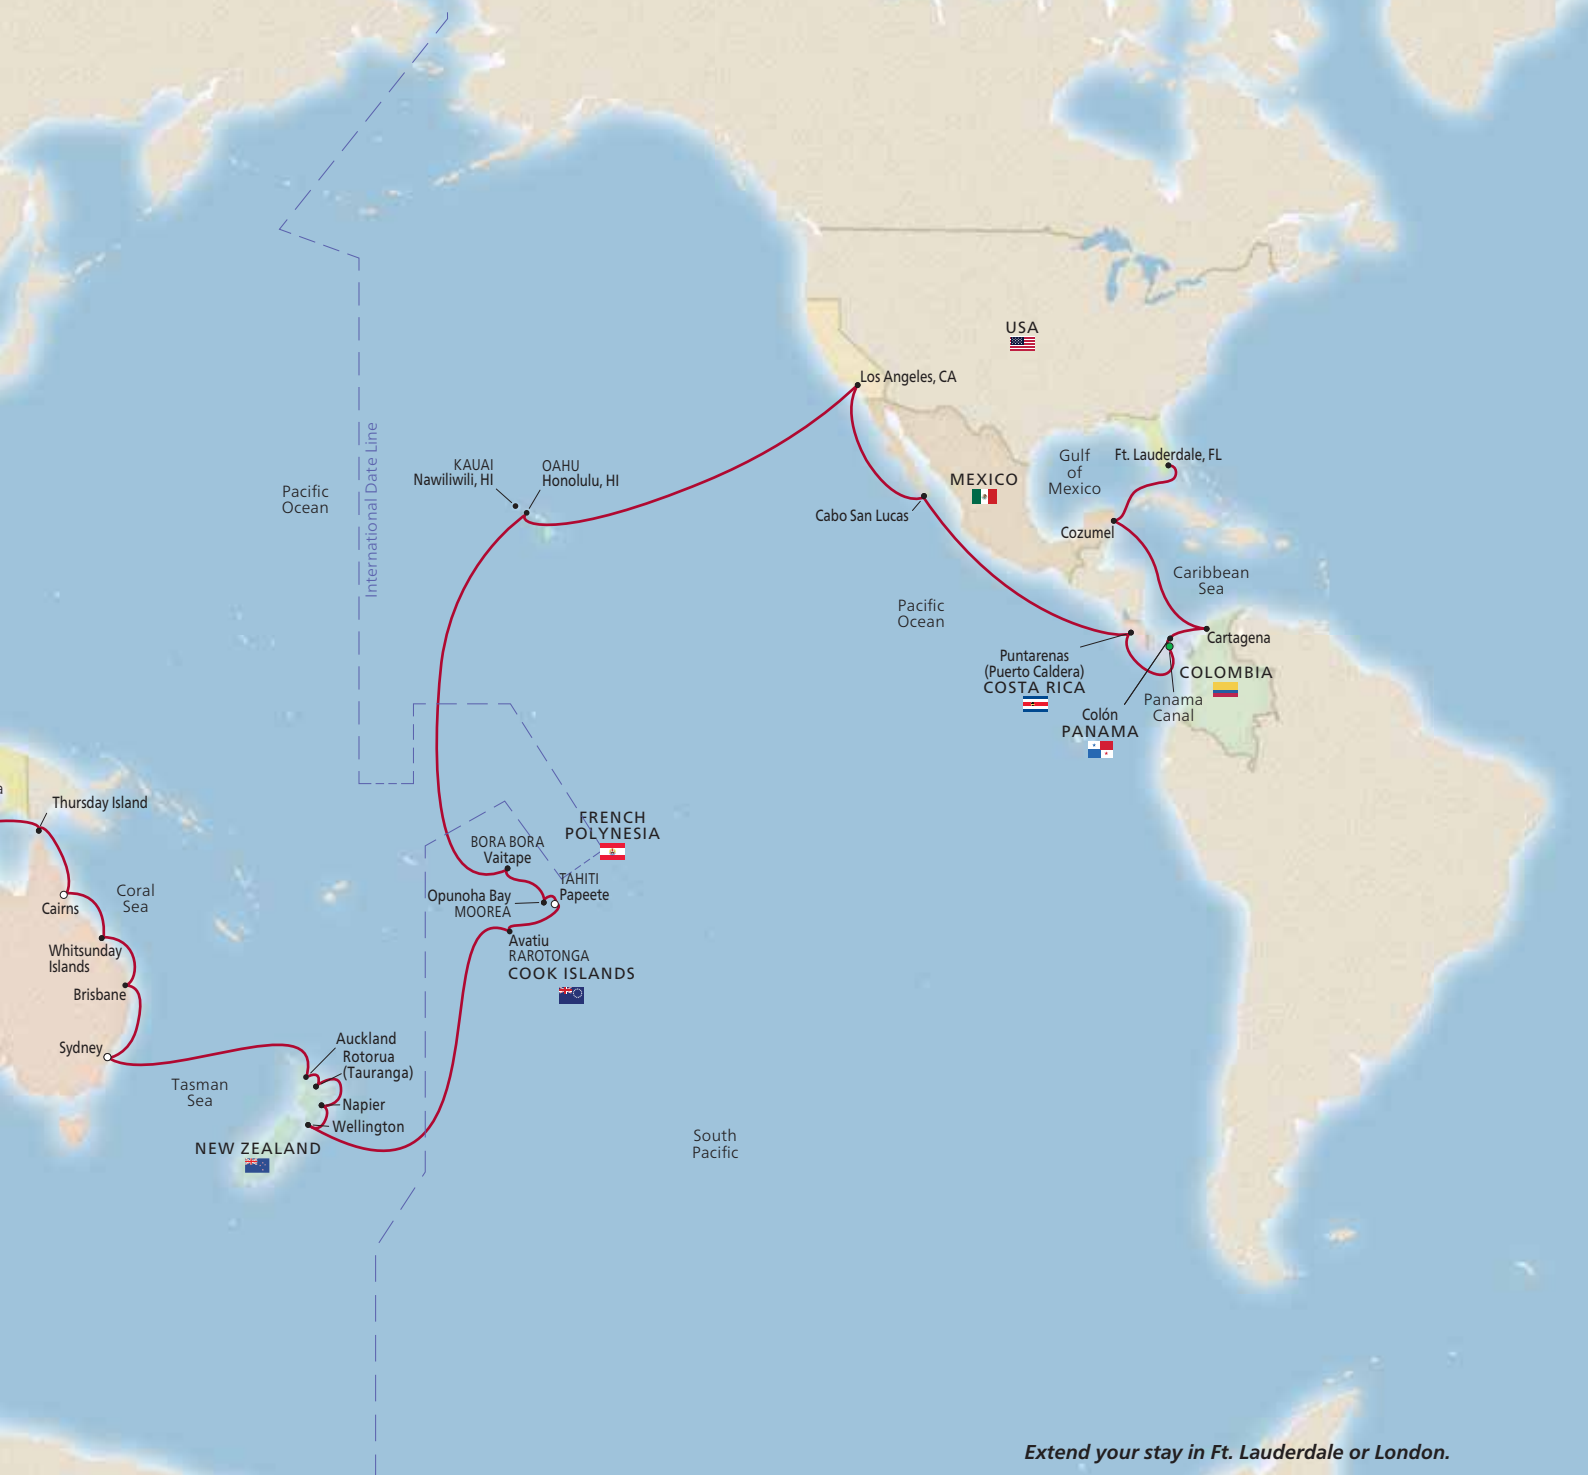 USA
Los Angeles, CA
Gulf
of
Mexico
Ft. Lauderdale, FL
KAUAI
Nawiliwili, HI
OAHU
Honolulu, HI
MEXICO
Pacific
Ocean
International Date Line
Cabo San Lucas
Cozumel
Caribbean
Sea
Pacific
Ocean
Cartagena
Puntarenas
(Puerto Caldera)
COSTA RICA
COLOMBIA
Panama
Canal
Colón
PANAMA
a
Thursday Island
FRENCH
POLYNESIA
BORA BORA
Vaitape
TAHITI
Papeete
Opunoha Bay
MOOREA
Coral
Sea
Cairns
Avatiu
RAROTONGA
COOK ISLANDS
Whitsunday
Islands
Brisbane
Sydney
Auckland
Rotorua
(Tauranga)
Tasman
Sea
Napier
Wellington
NEW ZEALAND
South
Pacific
Extend your stay in Ft. Lauderdale or London.